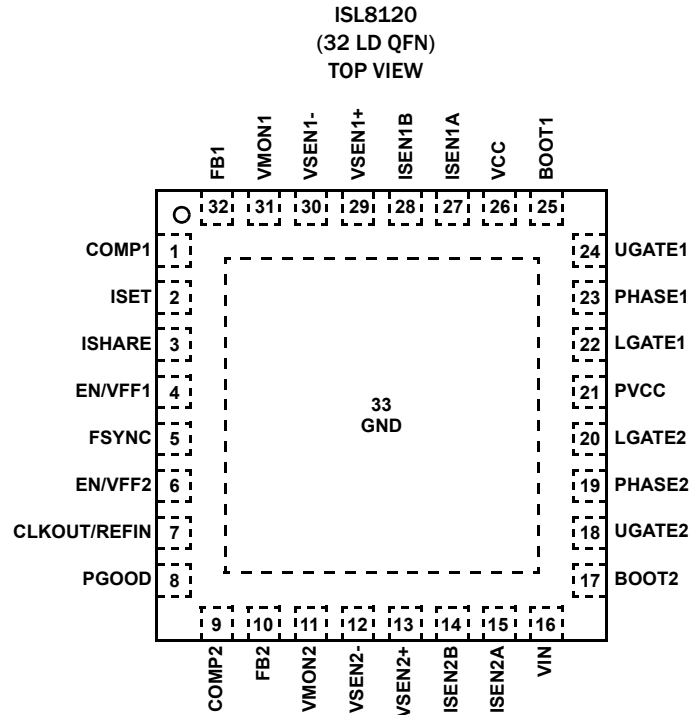 ISL8120
(32 LD QFN)
TOP VIEW
FB1
VMON1
VSEN1-
VSEN1+
ISEN1B
ISEN1A
VCC
BOOT1
32 31 30 29 28 27 26 25
COMP1 1 24 UGATE1
ISET 2 23 PHASE1
ISHARE 3 22 LGATE1
EN/VFF1 4 21 PVCC
33
GND
FSYNC 5 20 LGATE2
EN/VFF2 6 19 PHASE2
CLKOUT/REFIN 7 18 UGATE2
PGOOD 8 17 BOOT2
9 10 11 12 13 14 15 16
COMP2
FB2
VMON2
VSEN2-
VSEN2+
ISEN2B
ISEN2A
VIN